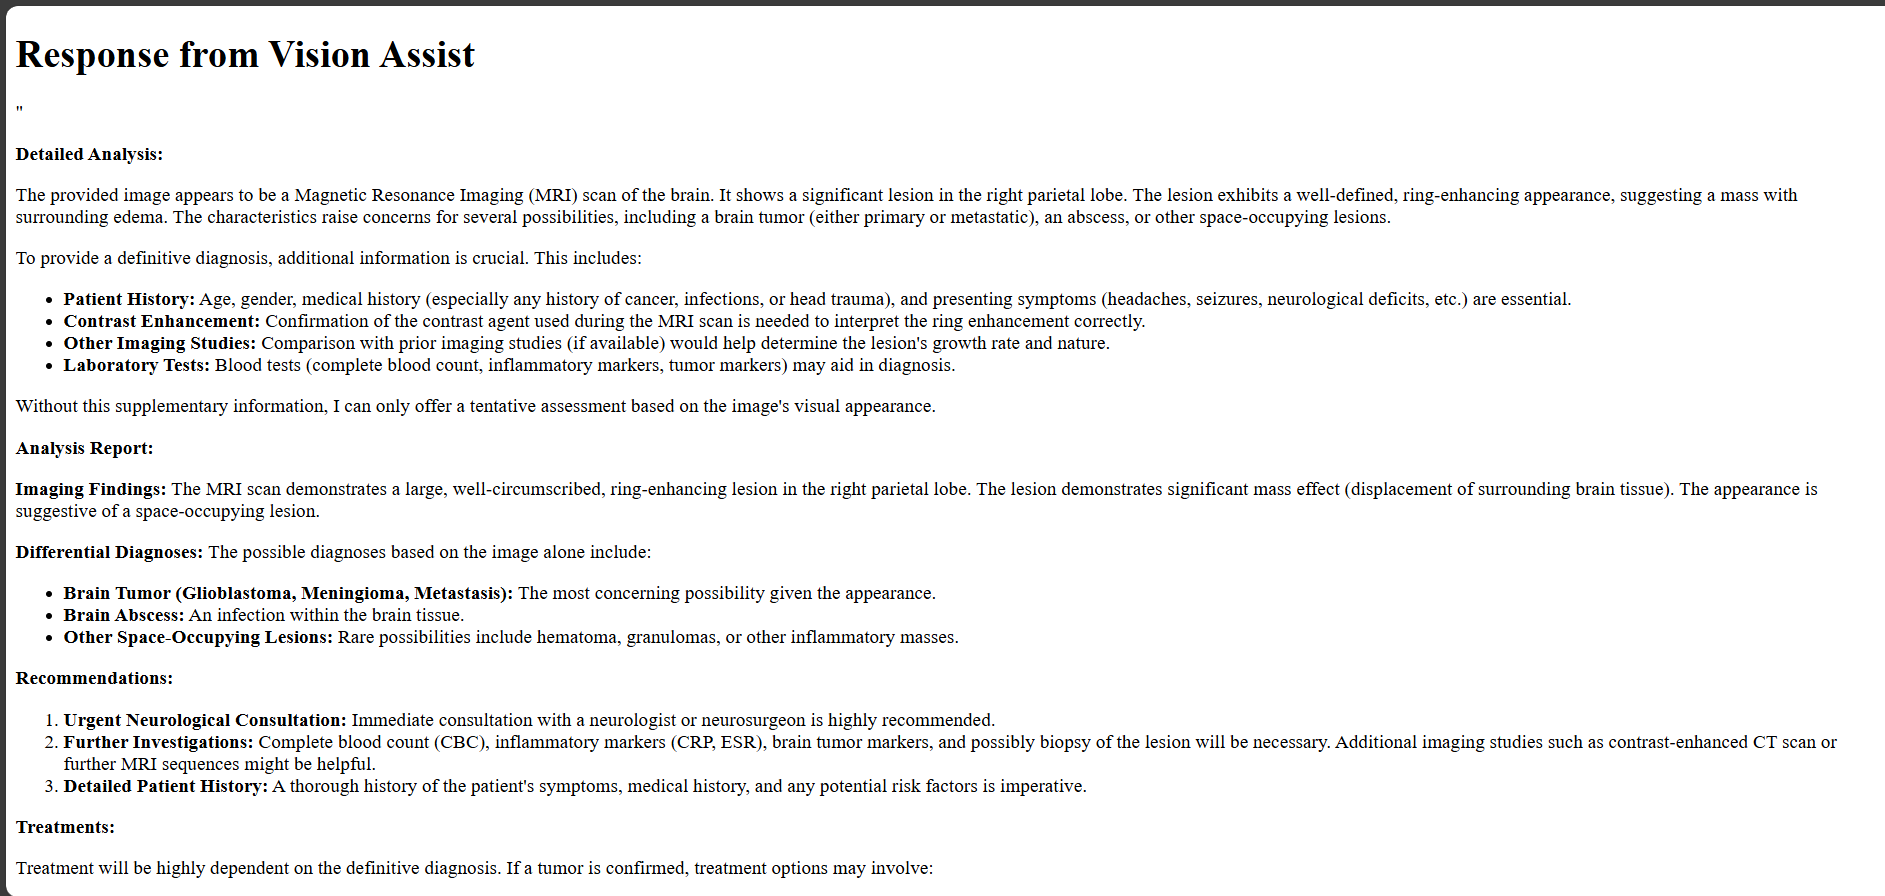 Response from Vision Assist
"
Detailed Analysis:
The provided image appears to be a Magnetic Resonance Imaging (MRI) scan of the brain. It shows a significant lesion in the right parietal lobe. The lesion exhibits a well-defined, ring-enhancing appearance, suggesting a mass with
surrounding edema. The characteristics raise concerns for several possibilities, including a brain tumor (either primary or metastatic), an abscess, or other space-occupying lesions.
To provide a definitive diagnosis, additional information is crucial. This includes:
• Patient History: Age, gender, medical history (especially any history of cancer, infections, or head trauma), and presenting symptoms (headaches, seizures, neurological deficits, etc.) are essential.
• Contrast Enhancement: Confirmation of the contrast agent used during the MRI scan is needed to interpret the ring enhancement correctly.
• Other Imaging Studies: Comparison with prior imaging studies (if available) would help determine the lesion's growth rate and nature.
• Laboratory Tests: Blood tests (complete blood count, inflammatory markers, tumor markers) may aid in diagnosis.
Without this supplementary information, I can only offer a tentative assessment based on the image's visual appearance.
Analysis Report:
Imaging Findings: The MRI scan demonstrates a large, well-circumscribed, ring-enhancing lesion in the right parietal lobe. The lesion demonstrates significant mass effect (displacement of surrounding brain tissue). The appearance is
suggestive of a space-occupying lesion.
Differential Diagnoses: The possible diagnoses based on the image alone include:
• Brain Tumor (Glioblastoma, Meningioma, Metastasis): The most concerning possibility given the appearance.
• Brain Abscess: An infection within the brain tissue.
• Other Space-Occupying Lesions: Rare possibilities include hematoma, granulomas, or other inflammatory masses.
Recommendations:
1. Urgent Neurological Consultation: Immediate consultation with a neurologist or neurosurgeon is highly recommended.
2. Further Investigations: Complete blood count (CBC), inflammatory markers (CRP, ESR), brain tumor markers, and possibly biopsy of the lesion will be necessary. Additional imaging studies such as contrast-enhanced CT scan or
further MRI sequences might be helpful.
3. Detailed Patient History: A thorough history of the patient's symptoms, medical history, and any potential risk factors is imperative.
Treatments:
Treatment will be highly dependent on the definitive diagnosis. If a tumor is confirmed, treatment options may involve: